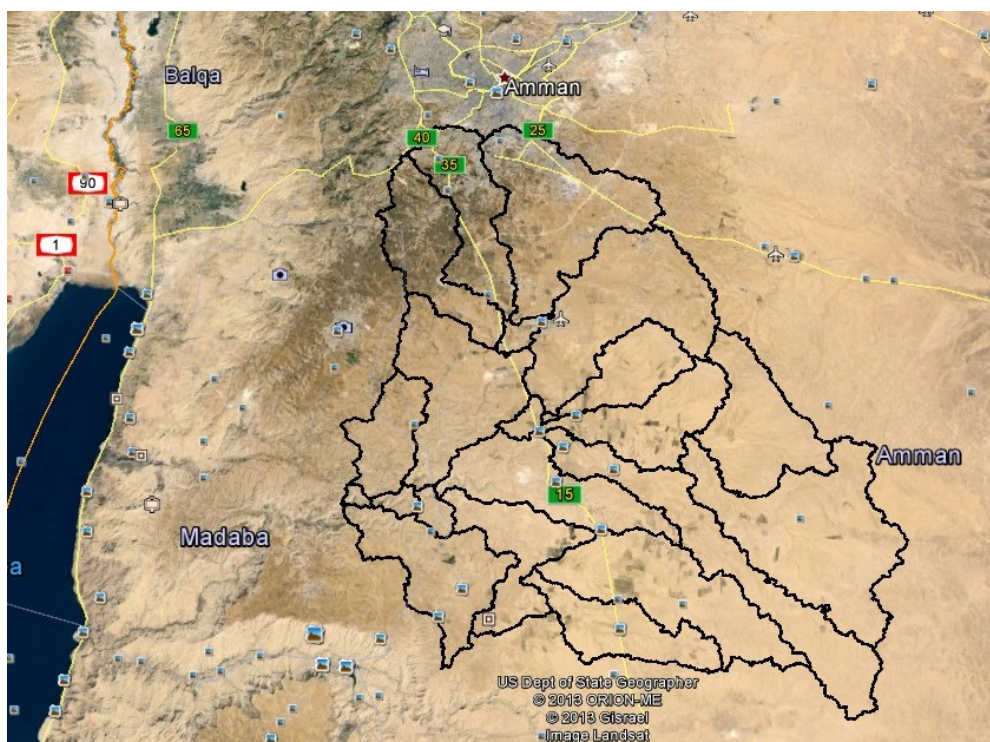 Balqa
Amman
65
40
25
35
90
1
Amman
15
Madaba
a
US Dept of State Geographer
© 2013 ORION-ME
© 2013 Gisrael
Image Landsat